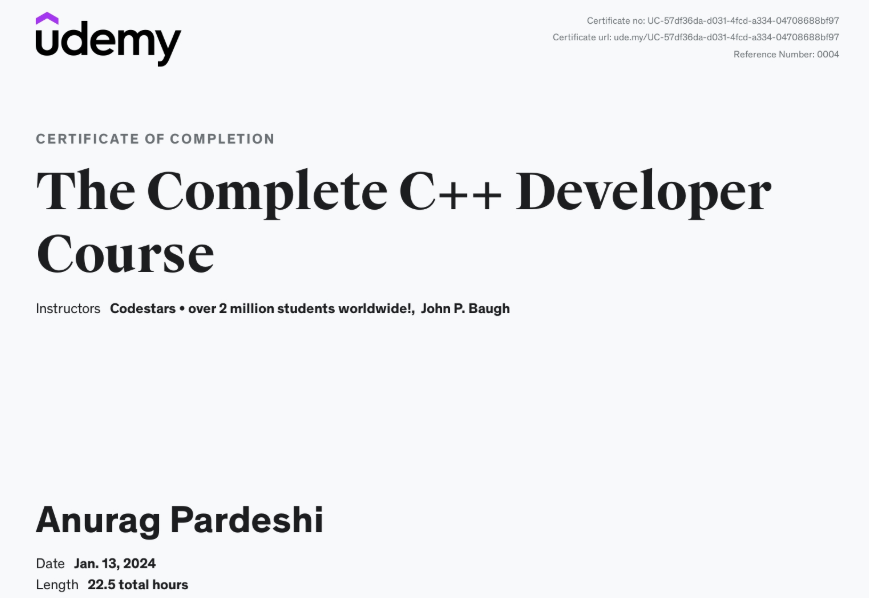 udemy
Certificate no: UC-57df36da-d031-4fcd-a334-04708688bf97
Certificate url: ude.my/UC-57df36da-d031-4fcd-a334-04708688bf97
Reference Number: 0004
CERTIFICATE OF COMPLETION
The Complete C++ Developer
Course
Instructors Codestars • over 2 million students worldwide!, John P. Baugh
Anurag Pardeshi
Date Jan. 13, 2024
Length 22.5 total hours